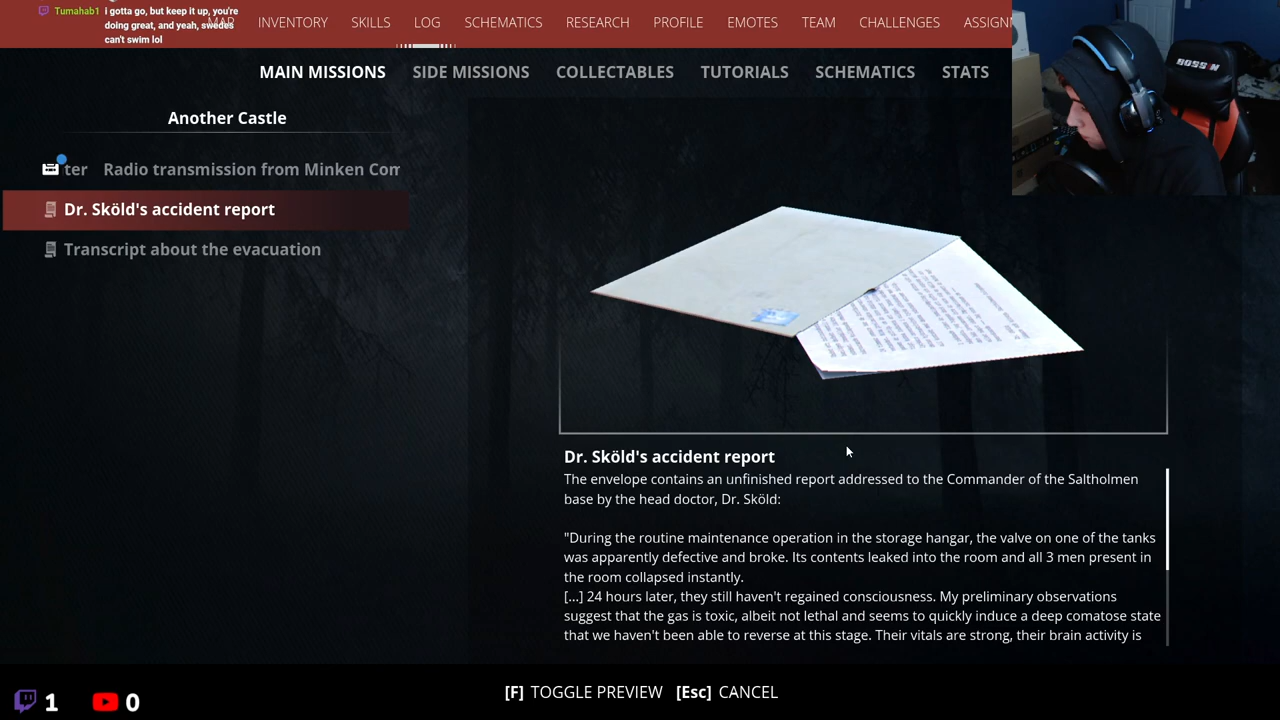 Tumahab1 i gotta go, but keep it up, you're
doing great, and yeah, swedes
can't swim lol
MAP INVENTORY SKILLS LOG SCHEMATICS RESEARCH PROFILE EMOTES TEAM CHALLENGES ASSIGNM
MAIN MISSIONS SIDE MISSIONS COLLECTABLES TUTORIALS SCHEMATICS STATS
BOSSIN
Another Castle
ter Radio transmission from Minken Com
Dr. Sköld's accident report
Transcript about the evacuation
Dr. Sköld's accident report
The envelope contains an unfinished report addressed to the Commander of the Saltholmen
base by the head doctor, Dr. Sköld:
"During the routine maintenance operation in the storage hangar, the valve on one of the tanks
was apparently defective and broke. Its contents leaked into the room and all 3 men present in
the room collapsed instantly.
[...] 24 hours later, they still haven't regained consciousness. My preliminary observations
suggest that the gas is toxic, albeit not lethal and seems to quickly induce a deep comatose state
that we haven't been able to reverse at this stage. Their vitals are strong, their brain activity is
1 0
[F] TOGGLE PREVIEW [Esc] CANCEL